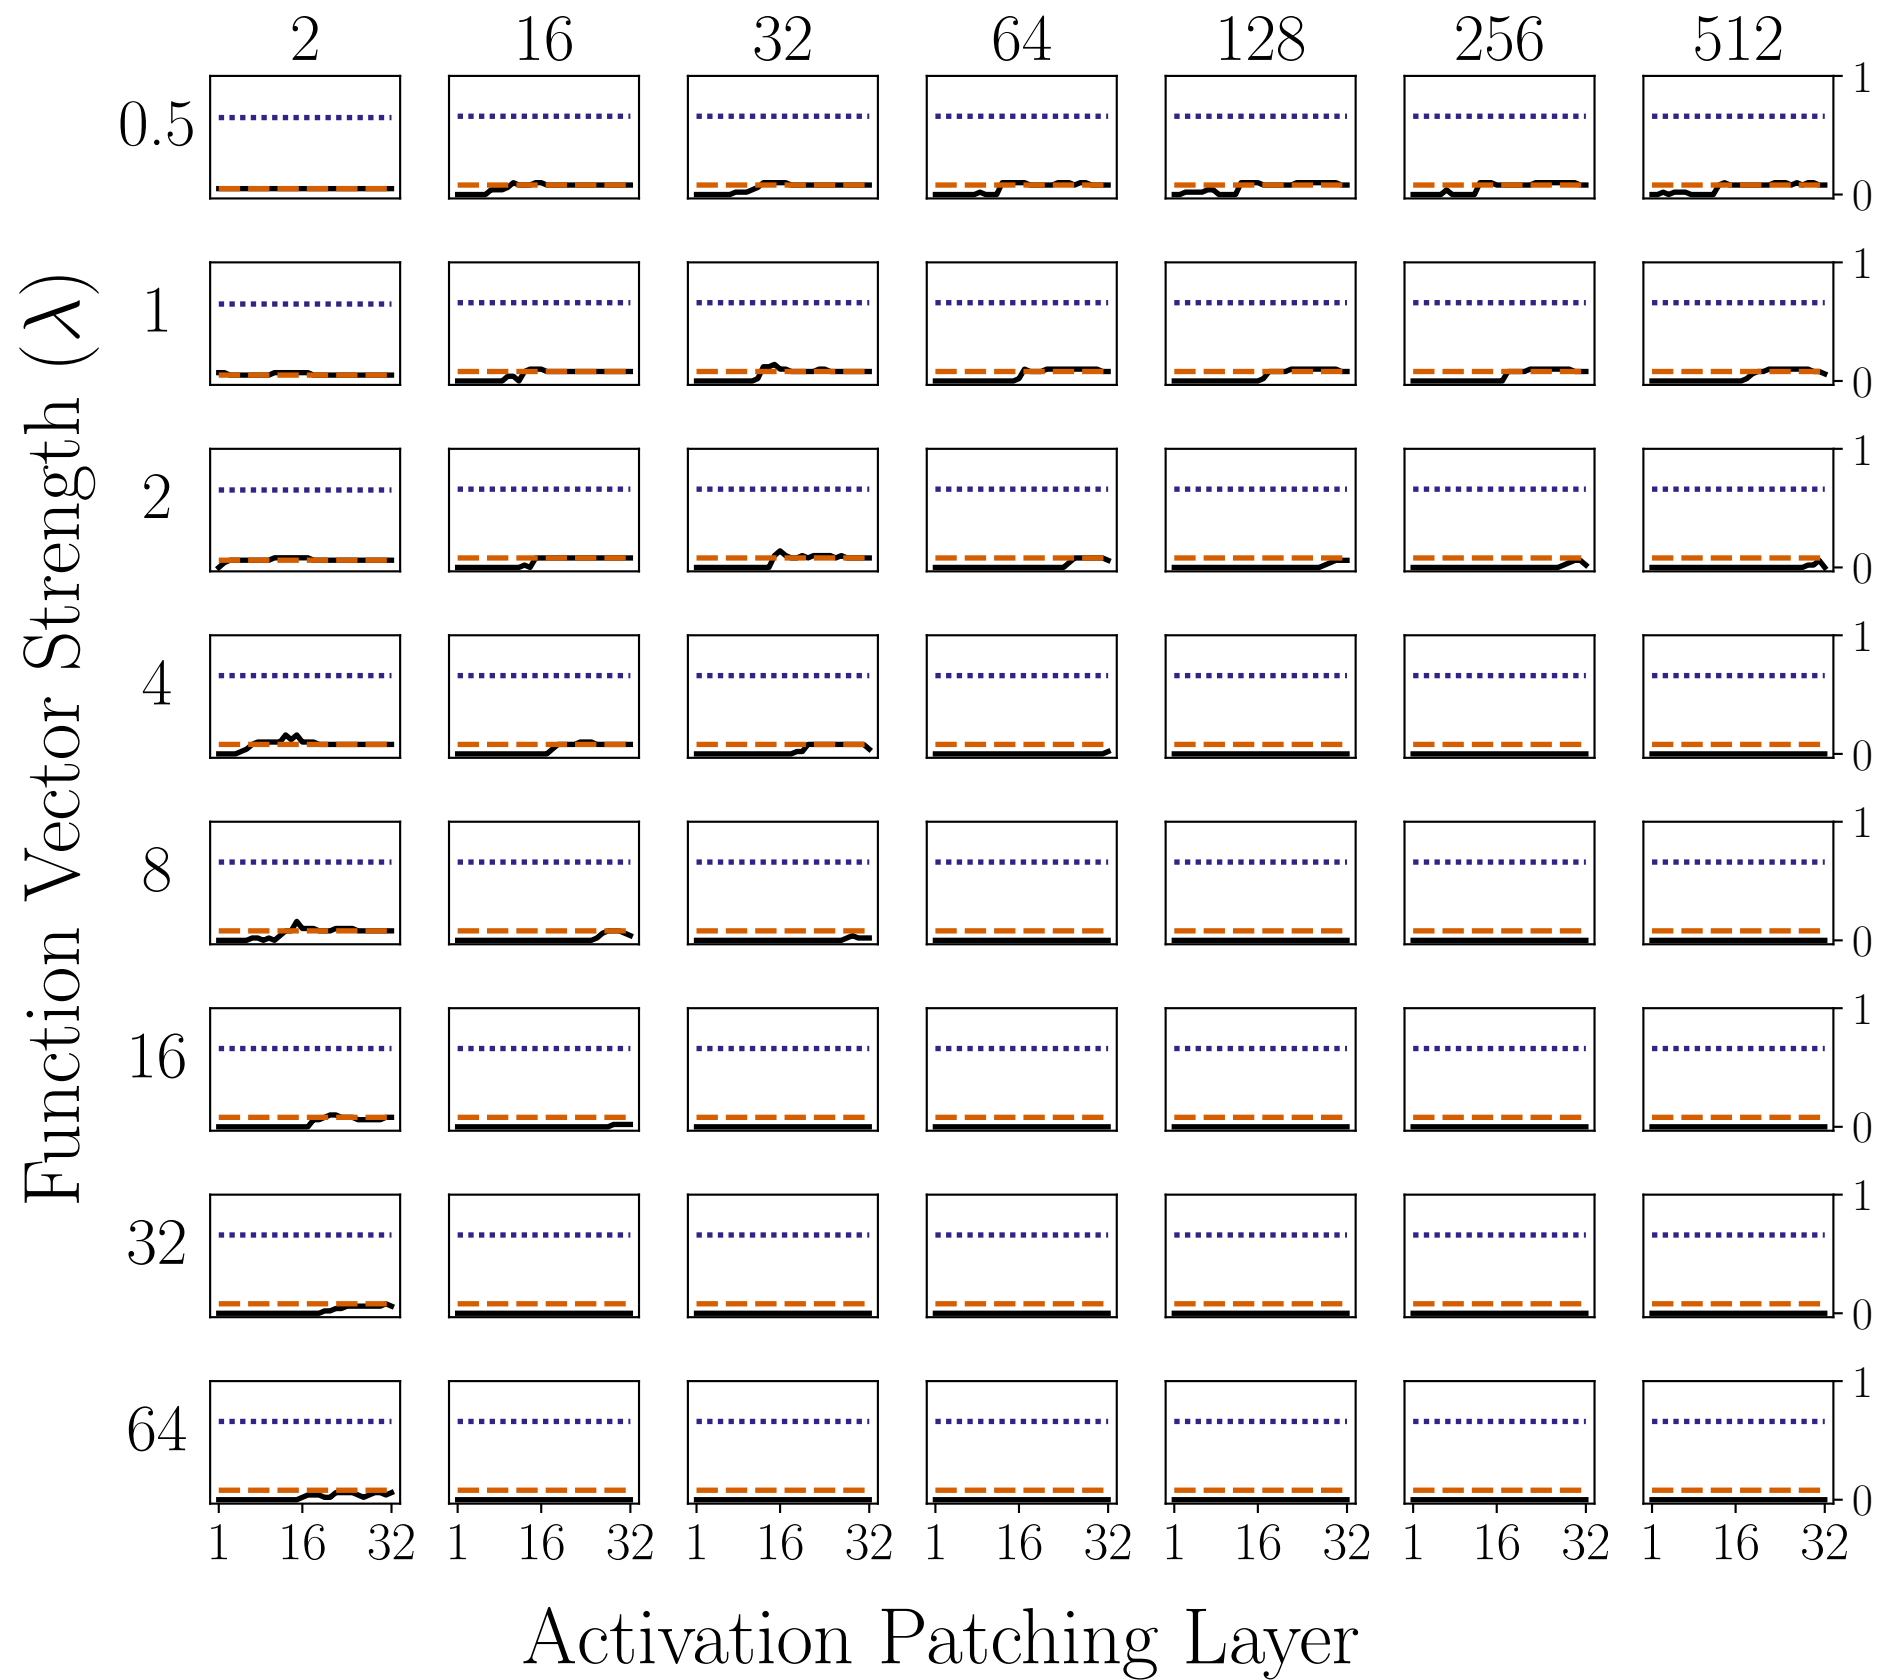 2 16 32 64 128 256 512
Function Vector Strength (λ)
0.5 1 0
1 1 0
2 1 0
4 1 0
8 1 0
16 1 0
32 1 0
64 1 0
1 16 32 1 16 32 1 16 32 1 16 32 1 16 32 1 16 32 1 16 32
Activation Patching Layer